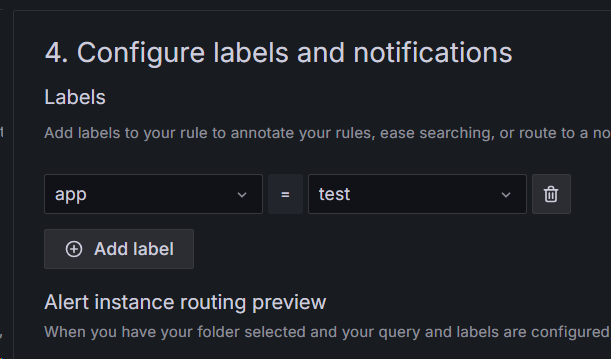 4. Configure labels and notifications
Labels
Add labels to your rule to annotate your rules, ease searching, or route to a no
app = test
Add label
Alert instance routing preview
When you have your folder selected and your query and labels are configured